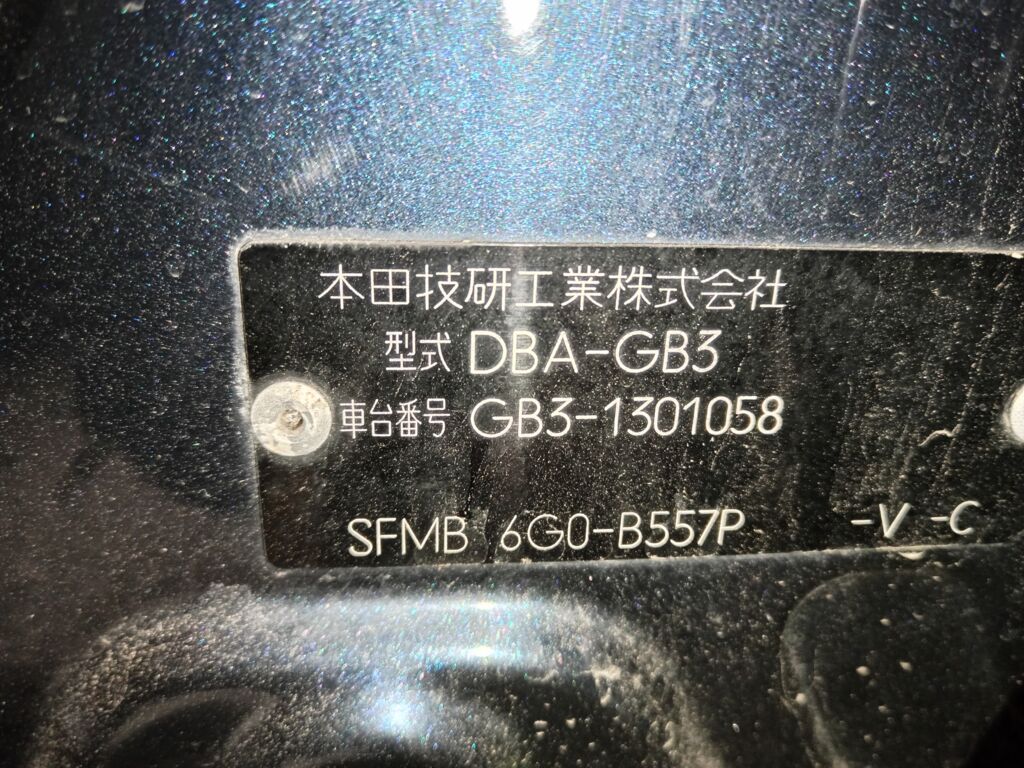 本田技研工業株式会社
型式 DBA-GB3
車台番号 GB3-1301058
SFMB 6G0-B557P -V -C